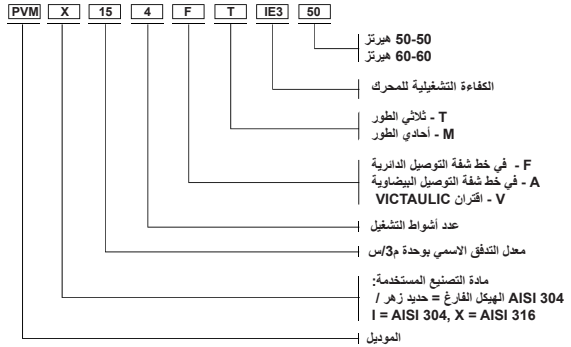 PVM X 15 4 F T IE3 50
50-50 هيرتز
60-60 هيرتز
الكفاءة التشغيلية للمحرك
T - ثلاثي الطور
M - أحادي الطور
F - في خط شفة التوصيل الدائرية
A - في خط شفة التوصيل البيضاوية
V - اقتران VICTAULIC
عدد أشواط التشغيل
معدل التدفق الاسمي بوحدة م3/س
مادة التصنيع المستخدمة:
AISI 304 الهيكل الفارغ = حديد زهر /
I = AISI 304, X = AISI 316
الموديل